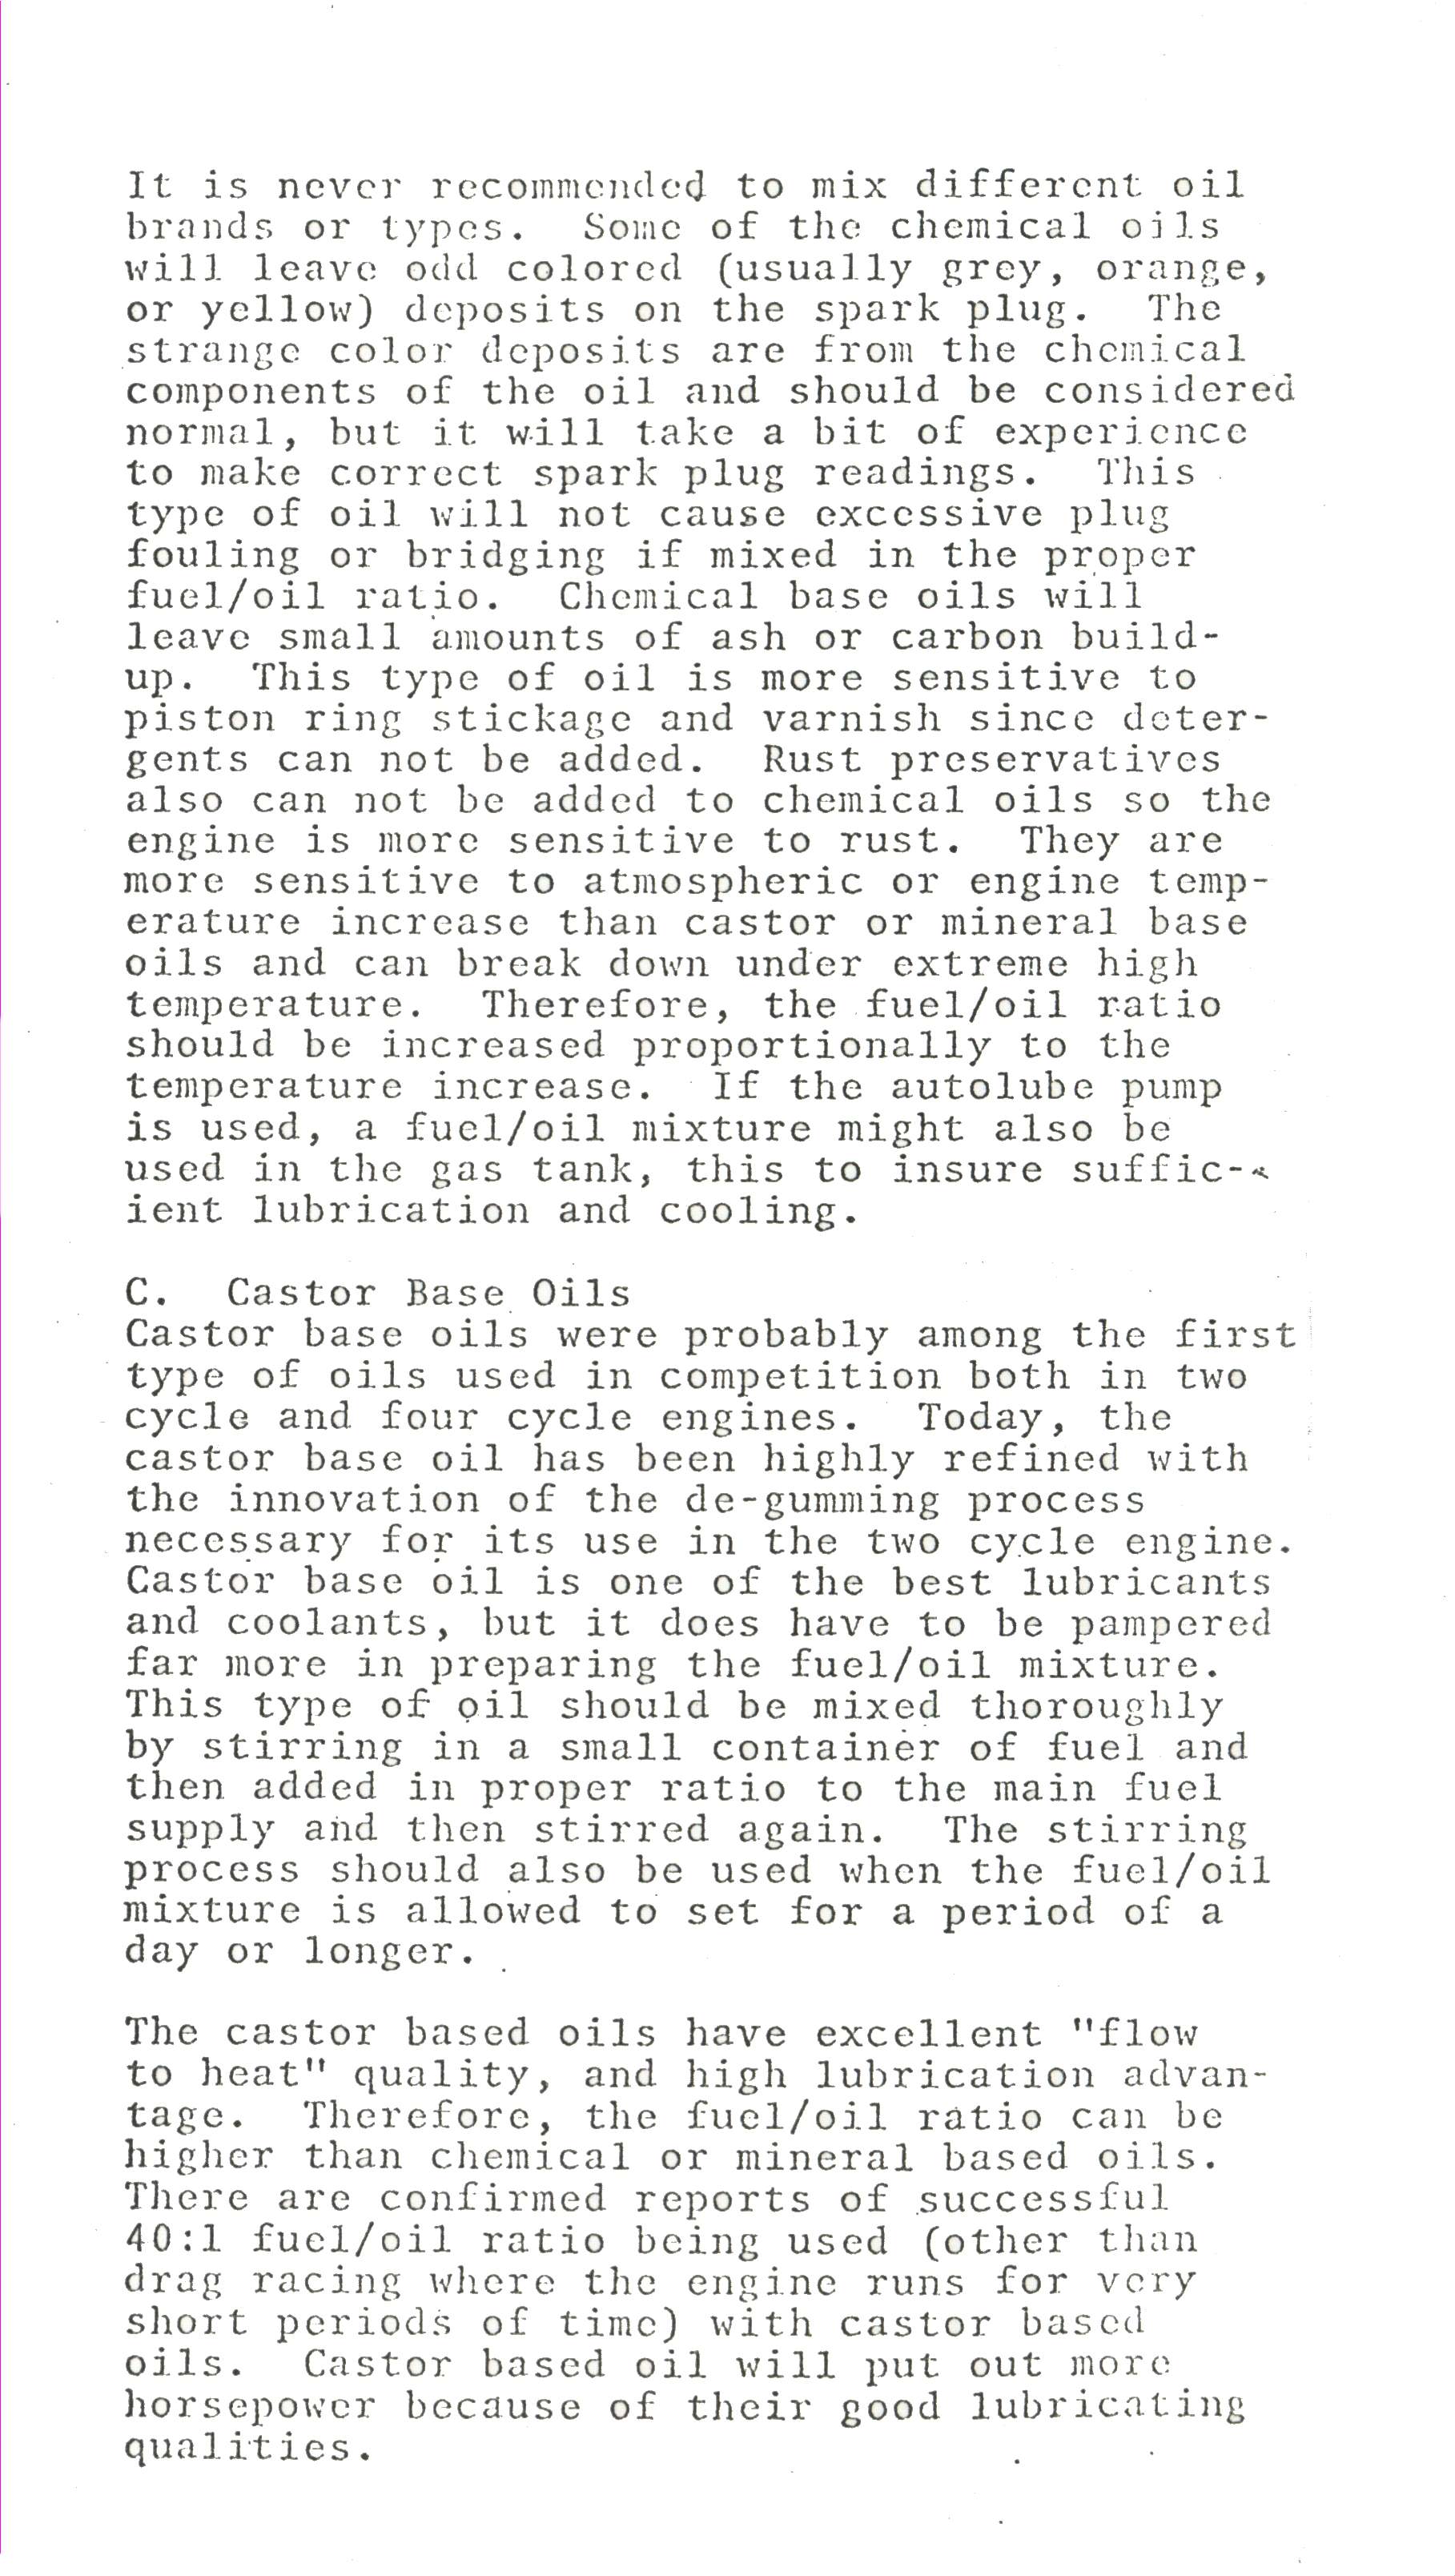 It is never recommended to mix different oil
brands or types.  Some of the chemical oils
will leave odd colored (usually grey, orange,
or yellow) deposits on the spark plug.  The
strange color deposits are from the chemical
components of the oil and should be considered
normal, but it will take a bit of experience
to make correct spark plug readings.  This
type of oil will not cause excessive plug
fouling or bridging if mixed in the proper
fuel/oil ratio.  Chemical base oils will
leave small amounts of ash or carbon build-
up.  This type of oil is more sensitive to
piston ring stickage and varnish since deter-
gents can not be added.  Rust preservatives
also can not be added to chemical oils so the
engine is more sensitive to rust.  They are
more sensitive to atmospheric or engine temp-
erature increase than castor or mineral base
oils and can break down under extreme high
temperature.  Therefore, the fuel/oil ratio
should be increased proportionally to the
temperature increase.  If the autolube pump
is used, a fuel/oil mixture might also be
used in the gas tank, this to insure suffic-
ient lubrication and cooling.

C.  Castor Base Oils
Castor base oils were probably among the first
type of oils used in competition both in two
cycle and four cycle engines.  Today, the
castor base oil has been highly refined with
the innovation of the de-gumming process
necessary for its use in the two cycle engine.
Castor base oil is one of the best lubricants
and coolants, but it does have to be pampered
far more in preparing the fuel/oil mixture.
This type of oil should be mixed thoroughly
by stirring in a small container of fuel and
then added in proper ratio to the main fuel
supply and then stirred again.  The stirring
process should also be used when the fuel/oil
mixture is allowed to set for a period of a
day or longer.

The castor based oils have excellent "flow
to heat" quality, and high lubrication advan-
tage.  Therefore, the fuel/oil ratio can be
higher than chemical or mineral based oils.
There are confirmed reports of successful
40:1 fuel/oil ratio being used (other than
drag racing where the engine runs for very
short periods of time) with castor based
oils.  Castor based oil will put out more
horsepower because of their good lubricating
qualities.